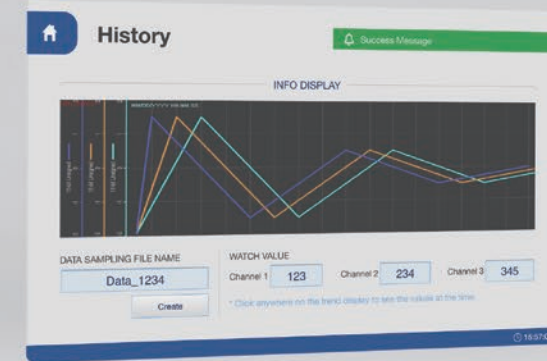 History
Success Message
INFO DISPLAY
DATA SAMPLING FILE NAME
Data_1234
Create
WATCH VALUE
Channel 1 123 Channel 2 234 Channel 3 345
* Click anywhere on the trend display to see the values at the time.